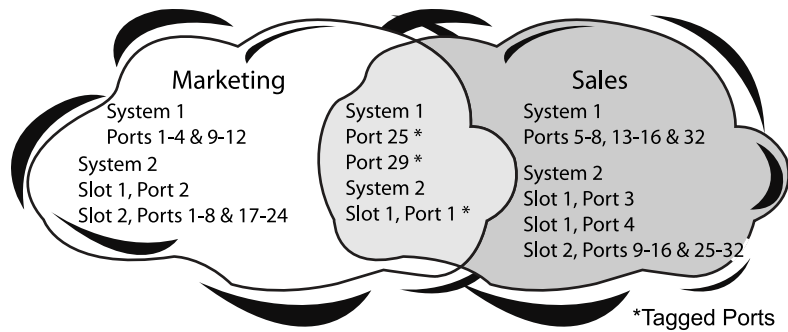 Marketing
System 1
Ports 1-4 & 9-12
System 2
Slot 1, Port 2
Slot 2, Ports 1-8 & 17-24
System 1
Port 25 *
Port 29 *
System 2
Slot 1, Port 1 *
Sales
System 1
Ports 5-8, 13-16 & 32
System 2
Slot 1, Port 3
Slot 1, Port 4
Slot 2, Ports 9-16 & 25-32
*Tagged Ports